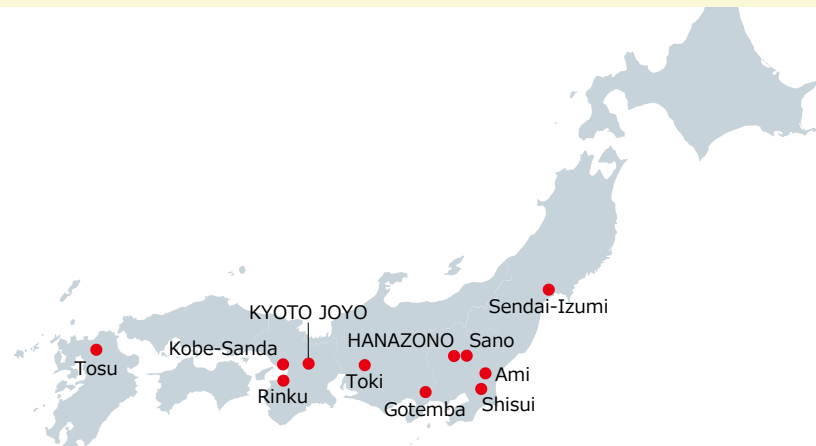 Sendai-Izumi
KYOTO JOYO
HANAZONO
Sano
Kobe-Sanda
Tosu
Ami
Toki
Rinku
Shisui
Gotemba